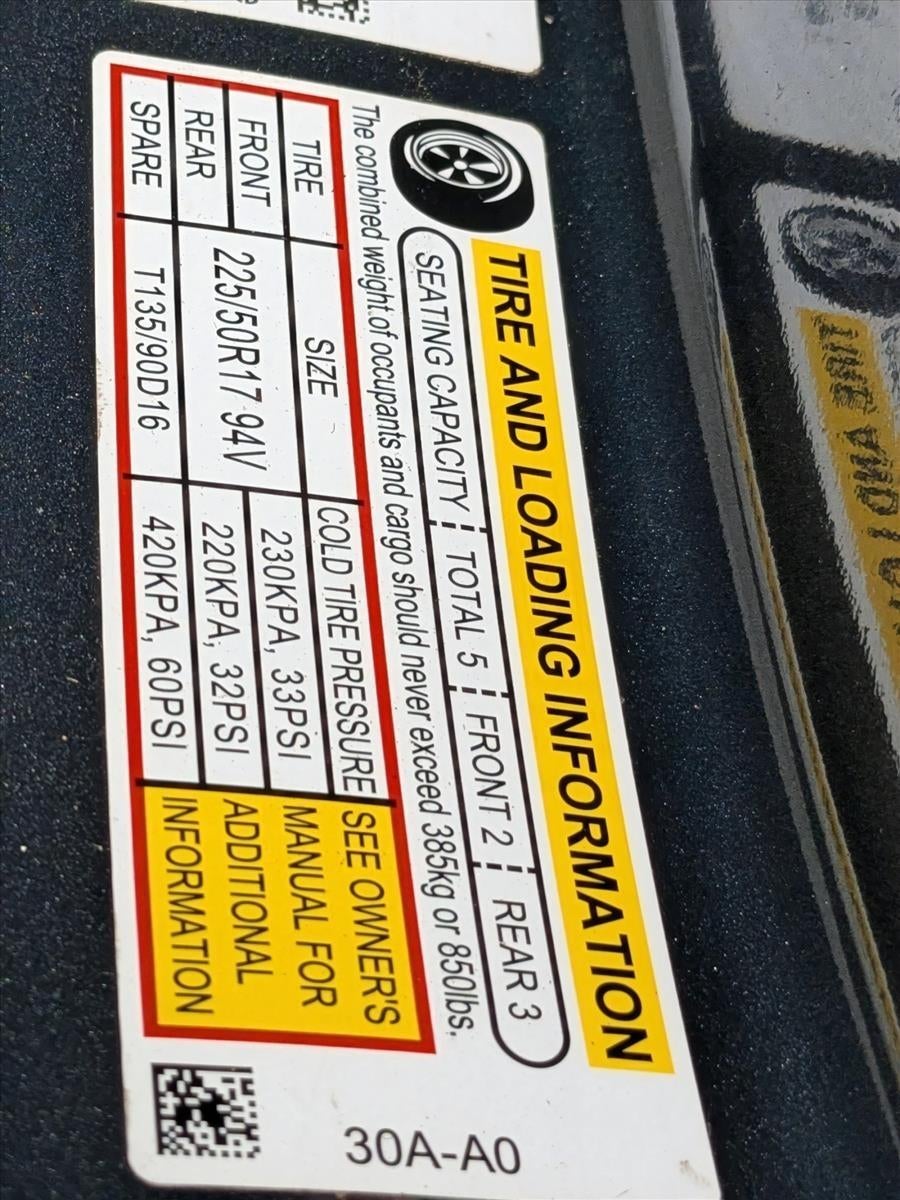 TIRE AND LOADING INFORMATION
SEATING CAPACITY TOTAL 5 FRONT 2 REAR 3
The combined weight of occupants and cargo should never exceed 385kg or 850lbs.
TIRE SIZE COLD TIRE PRESSURE SEE OWNER'S
FRONT 225/50R17 94V 230KPA, 33PSI MANUAL FOR
REAR 220KPA, 32PSI ADDITIONAL
SPARE T135/90D16 420KPA, 60PSI INFORMATION
30A-A0